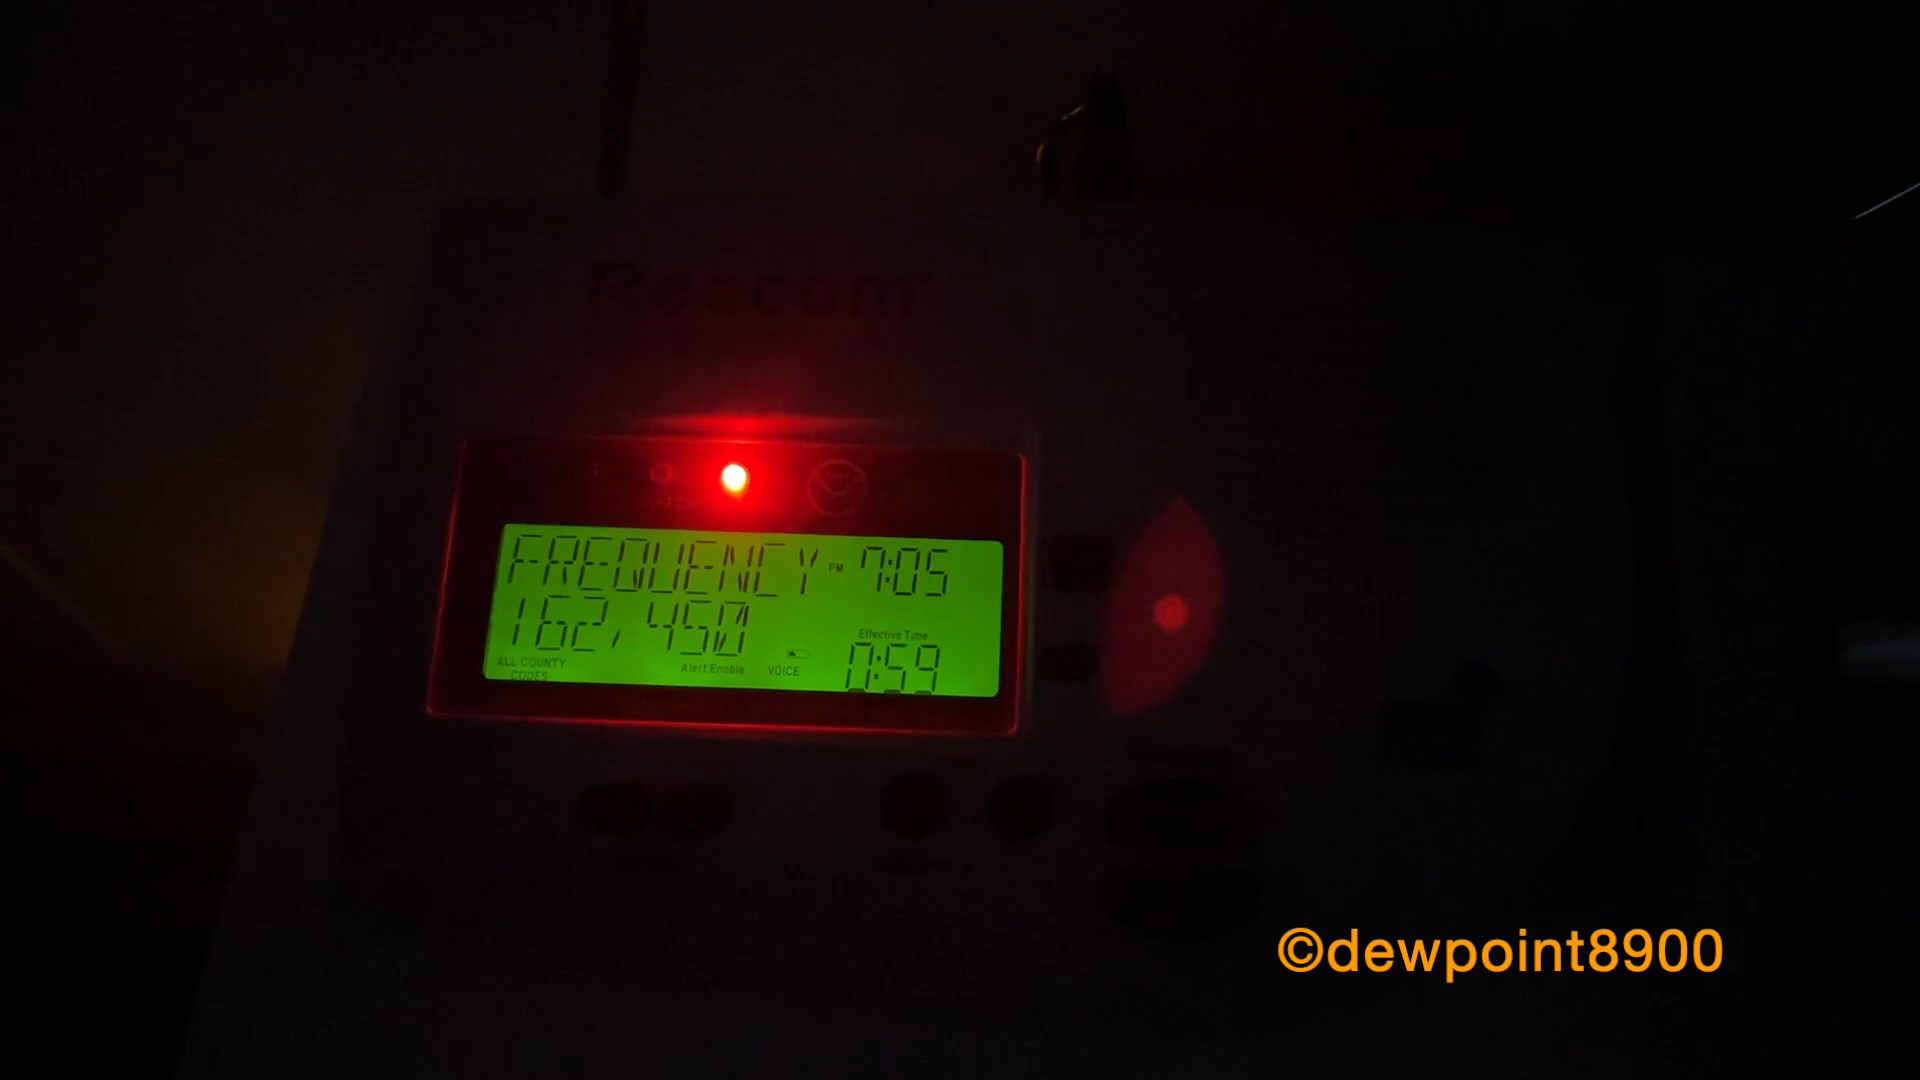 Reecom
FREQUENCY PM 7:05
162,450
Effective Time
0:59
ALL COUNTY
CODES
Alert Enable
VOICE
©dewpoint8900